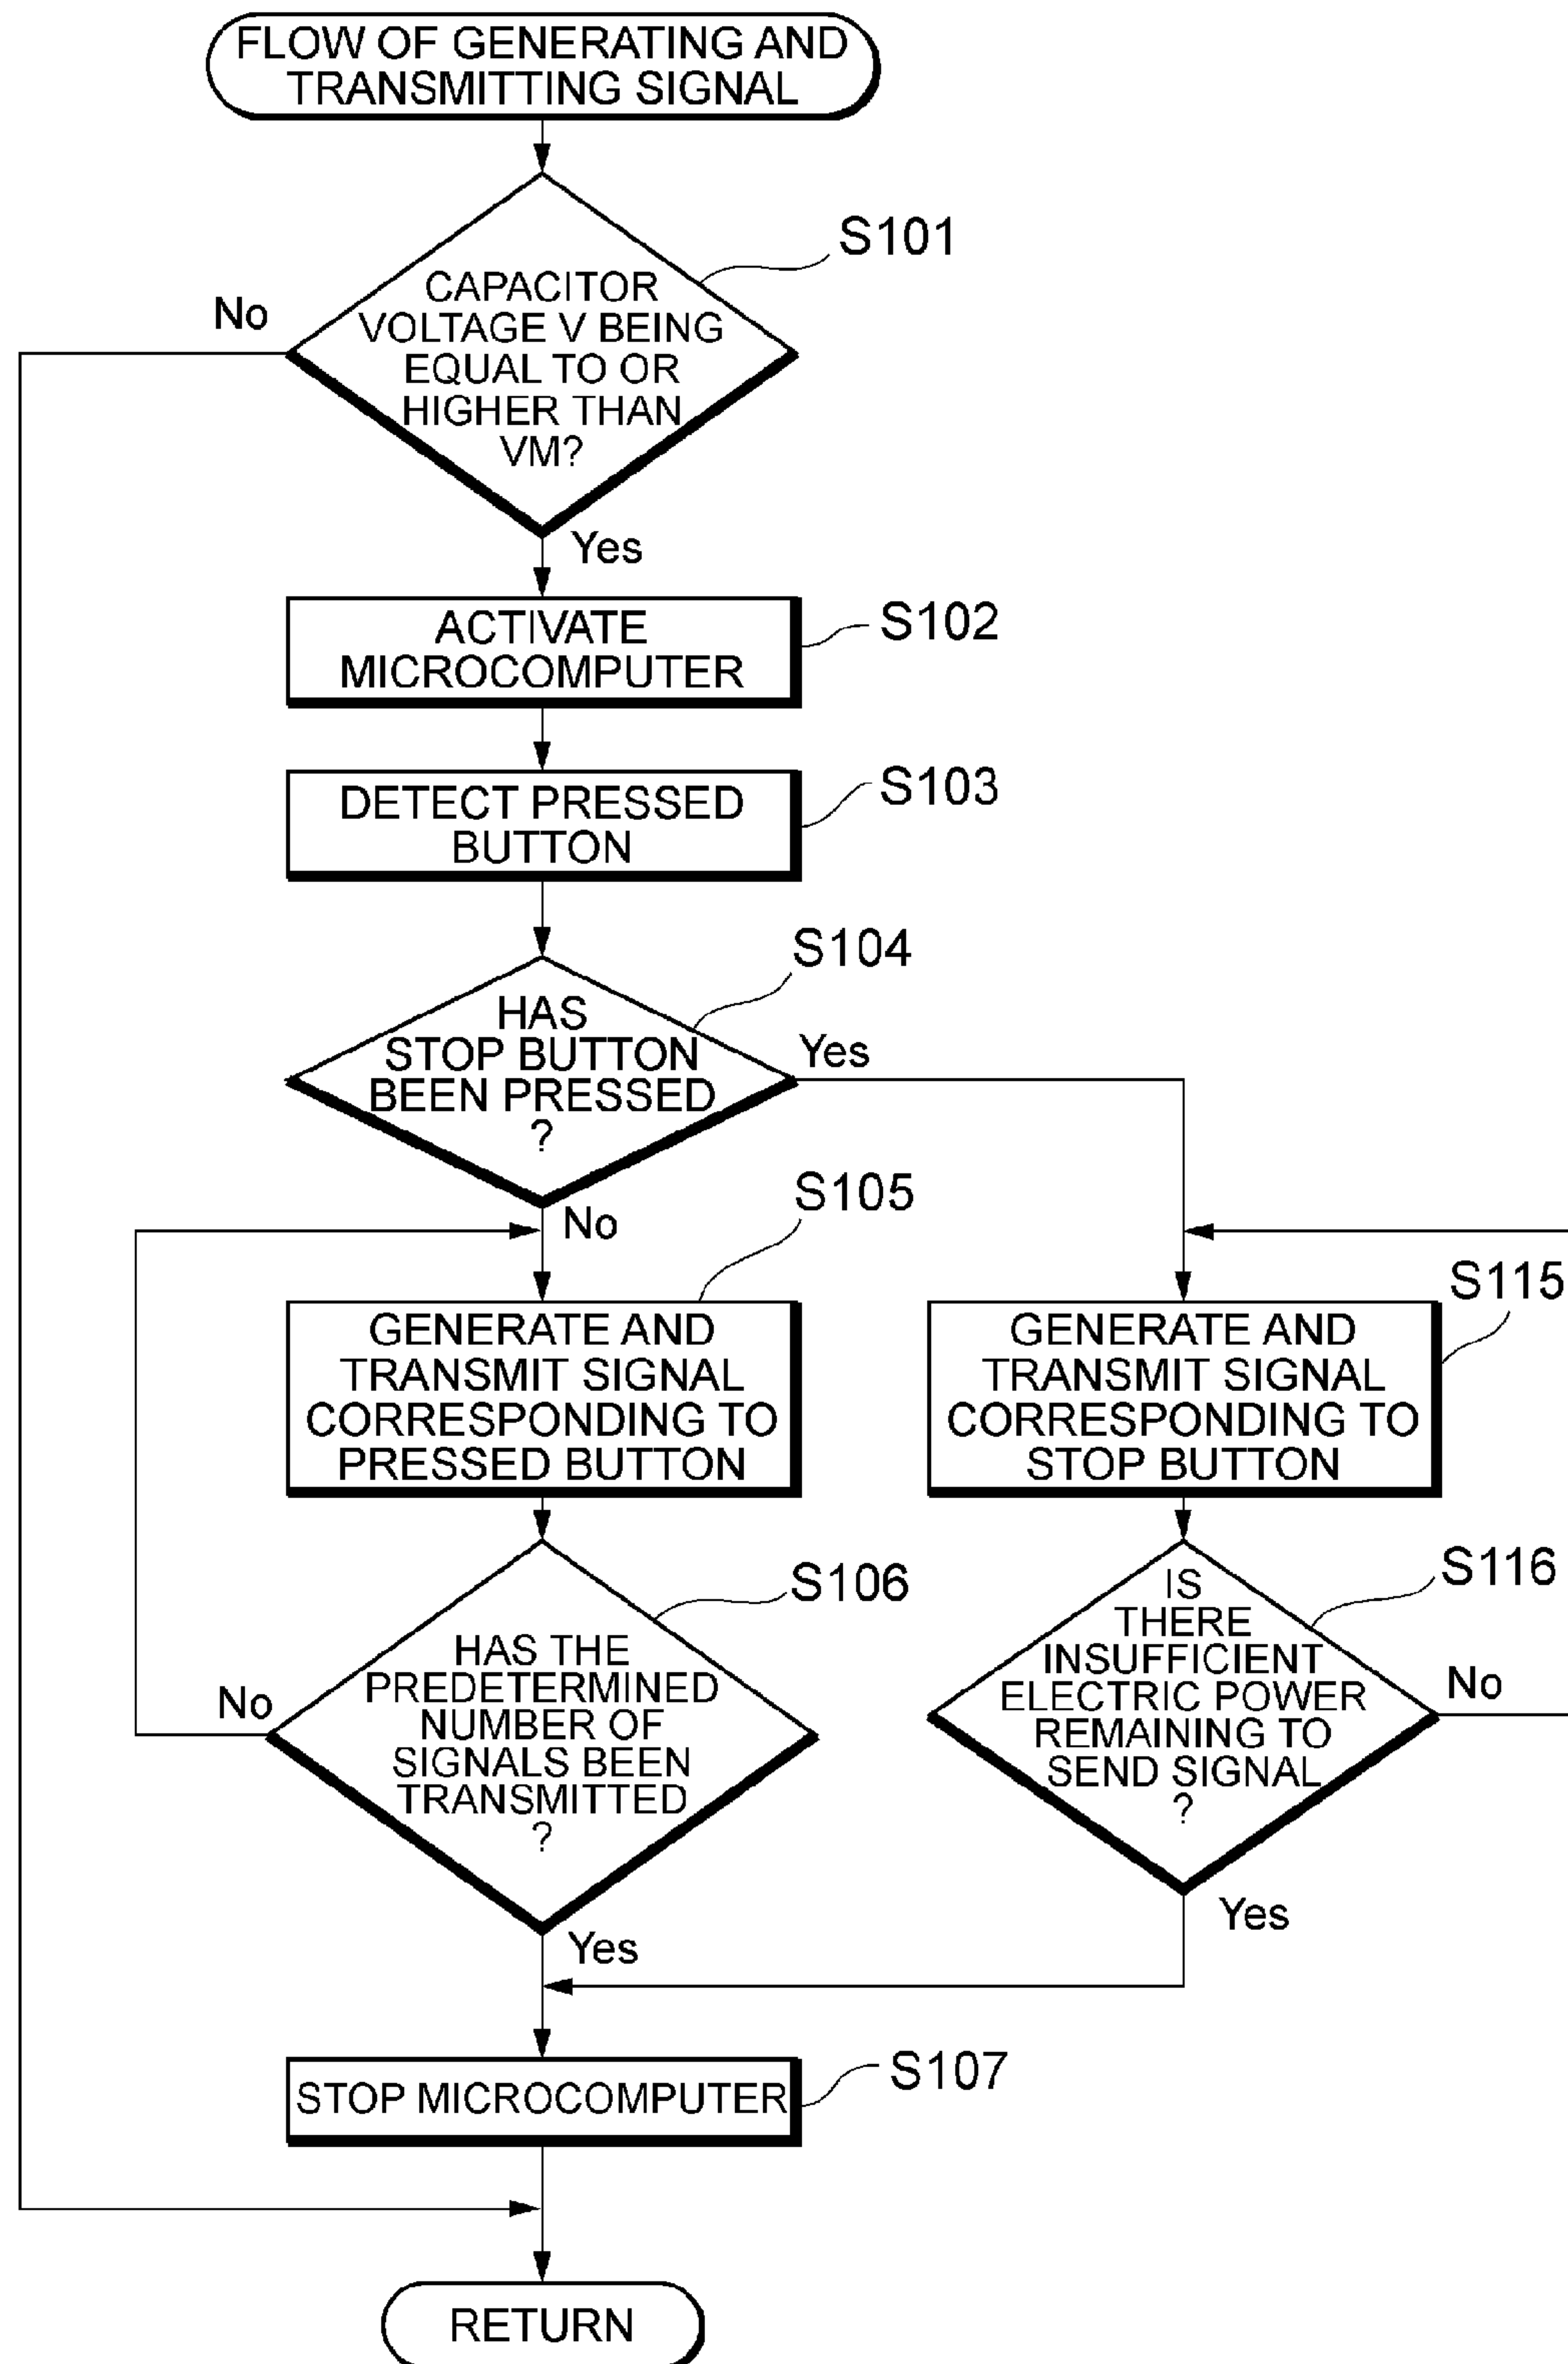 FLOW OF GENERATING AND
TRANSMITTING SIGNAL
S101
CAPACITOR
VOLTAGE V BEING
EQUAL TO OR
HIGHER THAN
VM?
No
Yes
ACTIVATE
MICROCOMPUTER
S102
DETECT PRESSED
BUTTON
S103
S104
HAS
STOP BUTTON
BEEN PRESSED
?
Yes
No
S105
GENERATE AND
TRANSMIT SIGNAL
CORRESPONDING TO
PRESSED BUTTON
S115
GENERATE AND
TRANSMIT SIGNAL
CORRESPONDING TO
STOP BUTTON
S106
HAS THE
PREDETERMINED
NUMBER OF
SIGNALS BEEN
TRANSMITTED
?
No
Yes
S116
IS
THERE
INSUFFICIENT
ELECTRIC POWER
REMAINING TO
SEND SIGNAL
?
No
Yes
STOP MICROCOMPUTER
S107
RETURN